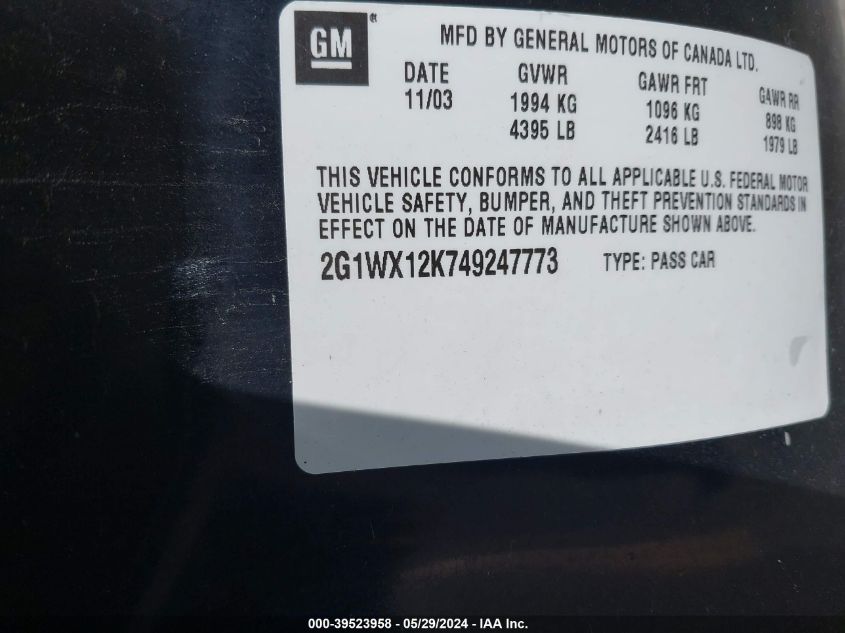 GM®
MFD BY GENERAL MOTORS OF CANADA LTD.
DATE GVWR GAWR FRT GAWR RR
11/03 1994 KG 1096 KG 898 KG
4395 LB 2416 LB 1979 LB
THIS VEHICLE CONFORMS TO ALL APPLICABLE U.S. FEDERAL MOTOR
VEHICLE SAFETY, BUMPER, AND THEFT PREVENTION STANDARDS IN
EFFECT ON THE DATE OF MANUFACTURE SHOWN ABOVE.
2G1WX12K749247773 TYPE: PASS CAR
000-39523958 - 05/29/2024 - IAA Inc.